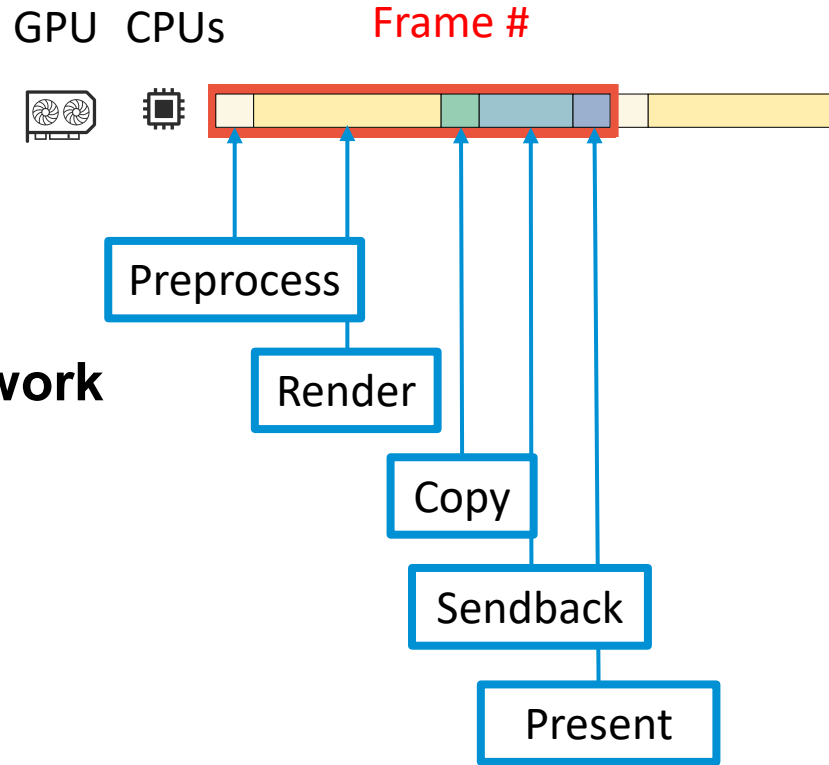 GPU CPUs Frame #
Preprocess
work
Render
Copy
Sendback
Present